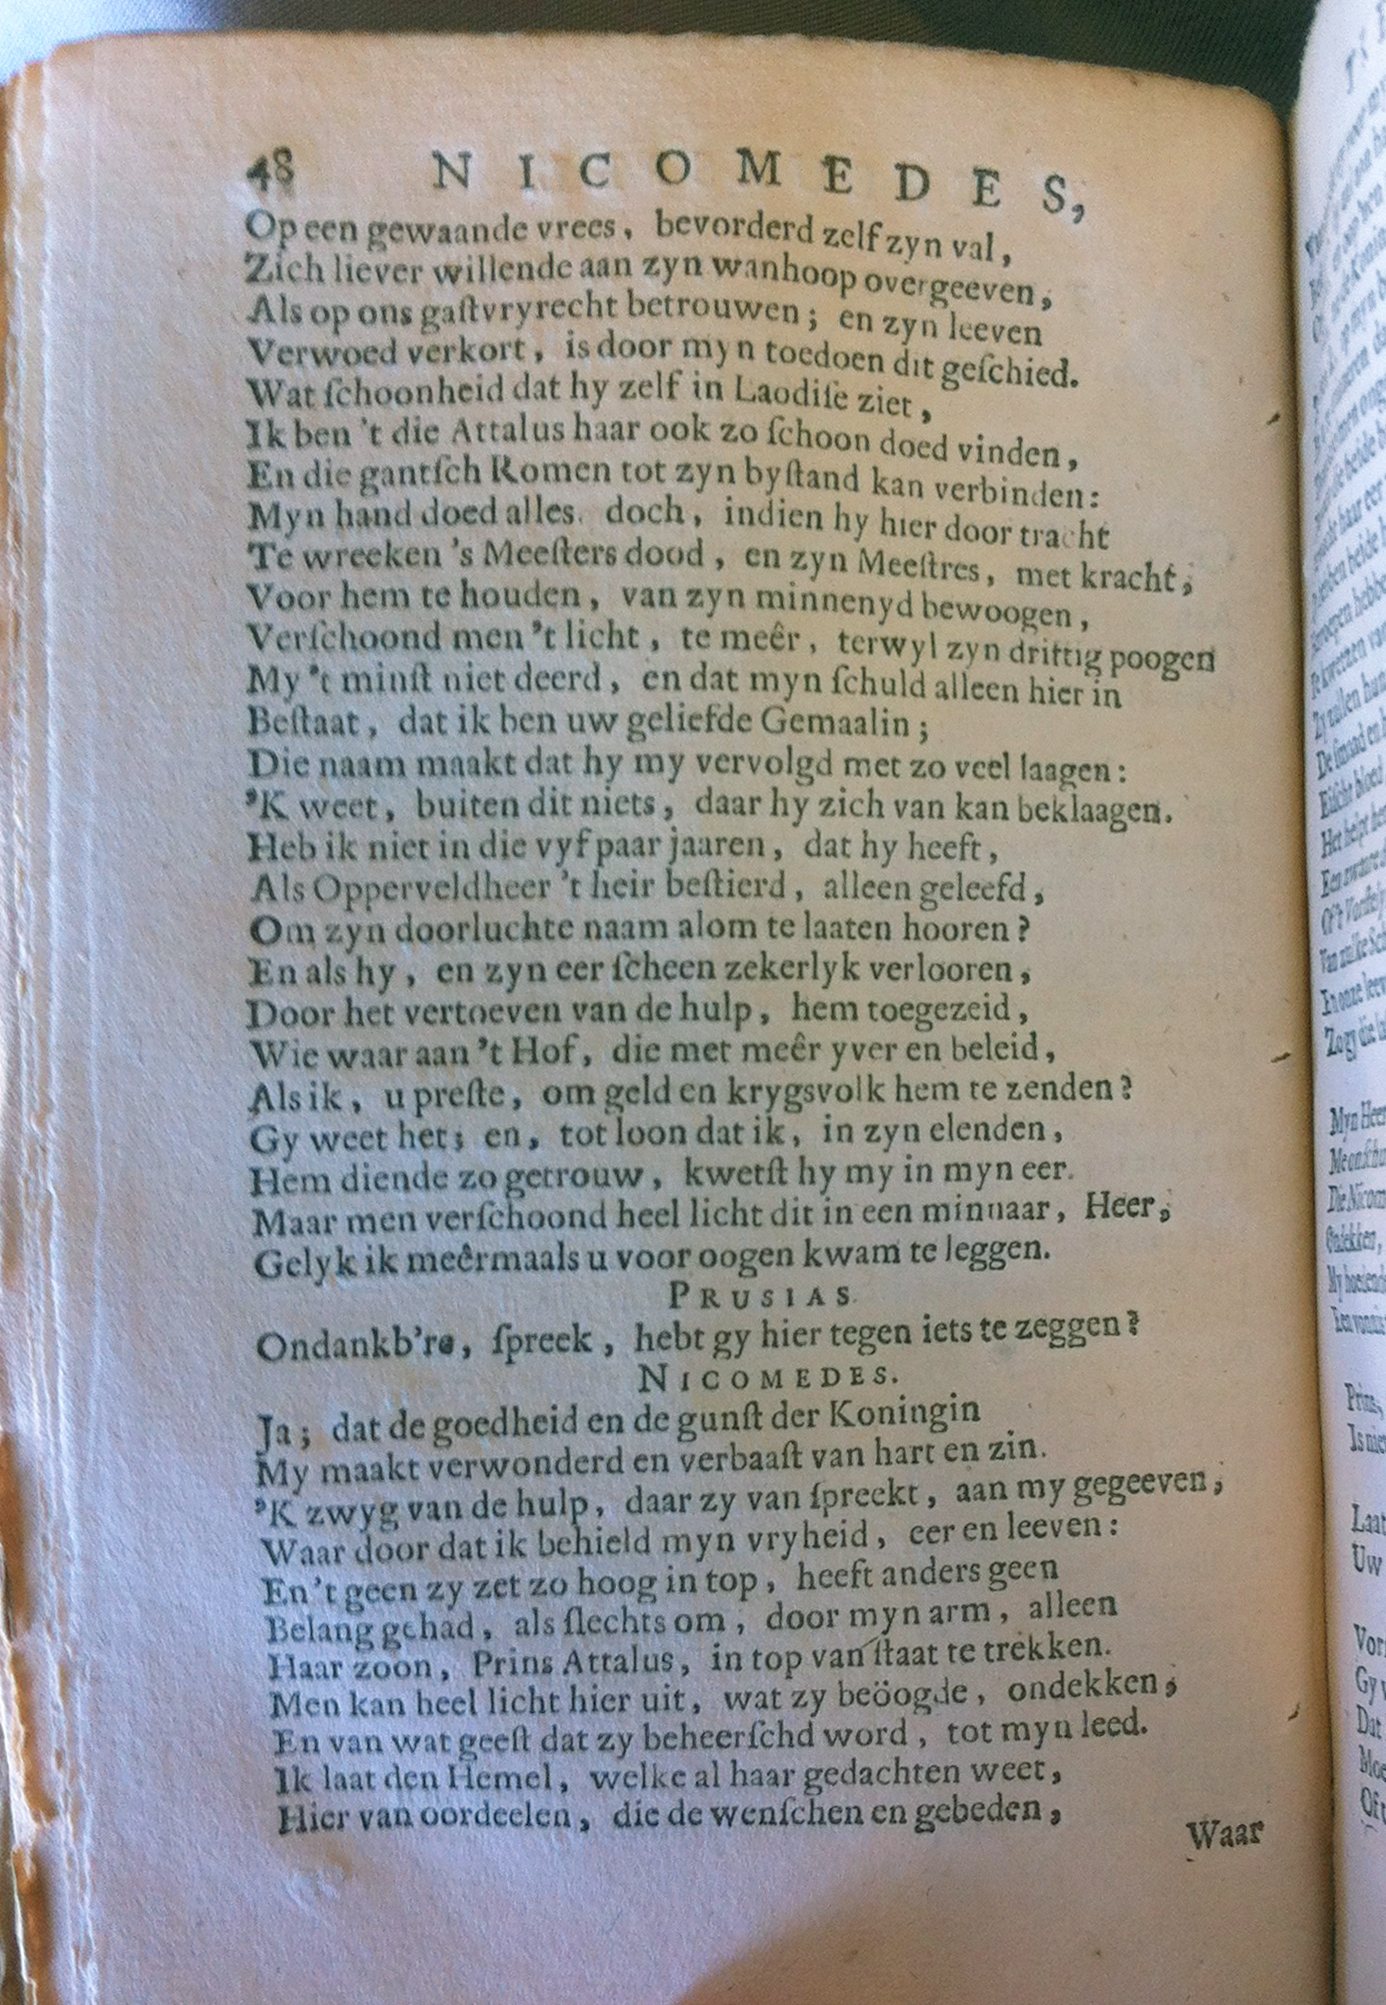 48 NICOMEDES,
Op een gewaande vrees, bevorderd zelf zyn val,
Zich liever willende aan zyn wanhoop overgeeven,
Als op ons gaſtvryrecht betrouwen; en zyn leeven
Verwoed verkort, is door myn toedoen dit geſchied.
Wat ſchoonheid dat hy zelf in Laodiſe ziet,
Ik ben 't die Attalus haar ook zo ſchoon doed vinden,
En die gantſch Romen tot zyn byſtand kan verbinden:
Myn hand doed alles. doch, indien hy hier door tracht
Te wreeken 's Meeſters dood, en zyn Meeſtres, met kracht,
Voor hem te houden, van zyn minnenyd bewoogen,
Verſchoond men 't licht, te meêr, terwyl zyn driftig poogen
My 't minſt niet deerd, en dat myn ſchuld alleen hier in
Beſtaat, dat ik ben uw geliefde Gemaalin;
Die naam maakt dat hy my vervolgd met zo veel laagen:
'K weet, buiten dit niets, daar hy zich van kan beklaagen.
Heb ik niet in die vyf paar jaaren, dat hy heeft,
Als Opperveldheer 't heir beſtierd, alleen geleefd,
Om zyn doorluchte naam alom te laaten hooren?
En als hy, en zyn eer ſcheen zekerlyk verlooren,
Door het vertoeven van de hulp, hem toegezeid,
Wie waar aan 't Hof, die met meêr yver en beleid,
Als ik, u preſte, om geld en krygsvolk hem te zenden?
Gy weet het; en, tot loon dat ik, in zyn elenden,
Hem diende zo getrouw, kwetſt hy my in myn eer.
Maar men verſchoond heel licht dit in een minnaar, Heer,
Gelyk ik meêrmaals u voor oogen kwam te leggen.
PRUSIAS.
Ondankb're, ſpreek, hebt gy hier tegen iets te zeggen?
NICOMEDES.
Ja; dat de goedheid en de gunſt der Koningin
My maakt verwonderd en verbaaſt van hart en zin.
'K zwyg van de hulp, daar zy van ſpreekt, aan my gegeeven,
Waar door dat ik behield myn vryheid, eer en leeven:
En 't geen zy zet zo hoog in top, heeft anders geen
Belang gehad, als ſlechts om, door myn arm, alleen
Haar zoon, Prins Attalus, in top van ſtaat te trekken.
Men kan heel licht hier uit, wat zy beöogde, ondekken,
En van wat geeſt dat zy beheerſchd word, tot myn leed.
Ik laat den Hemel, welke al haar gedachten weet,
Hier van oordeelen, die de wenſchen en gebeden,
Waar